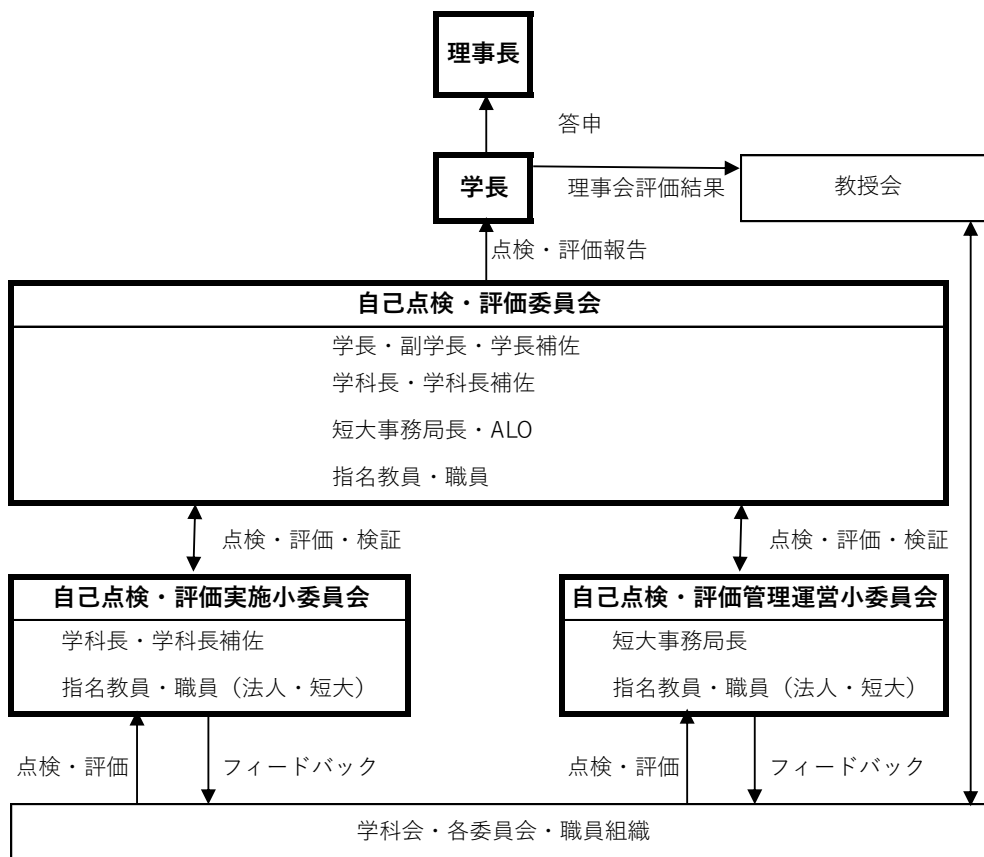 理事長
答申
学長
理事会評価結果
教授会
点検・評価報告
自己点検・評価委員会
学長・副学長・学長補佐
学科長・学科長補佐
短大事務局長・ALO
指名教員・職員
点検・評価・検証
点検・評価・検証
自己点検・評価実施小委員会
学科長・学科長補佐
指名教員・職員（法人・短大）
自己点検・評価管理運営小委員会
短大事務局長
指名教員・職員（法人・短大）
点検・評価
フィードバック
点検・評価
フィードバック
学科会・各委員会・職員組織